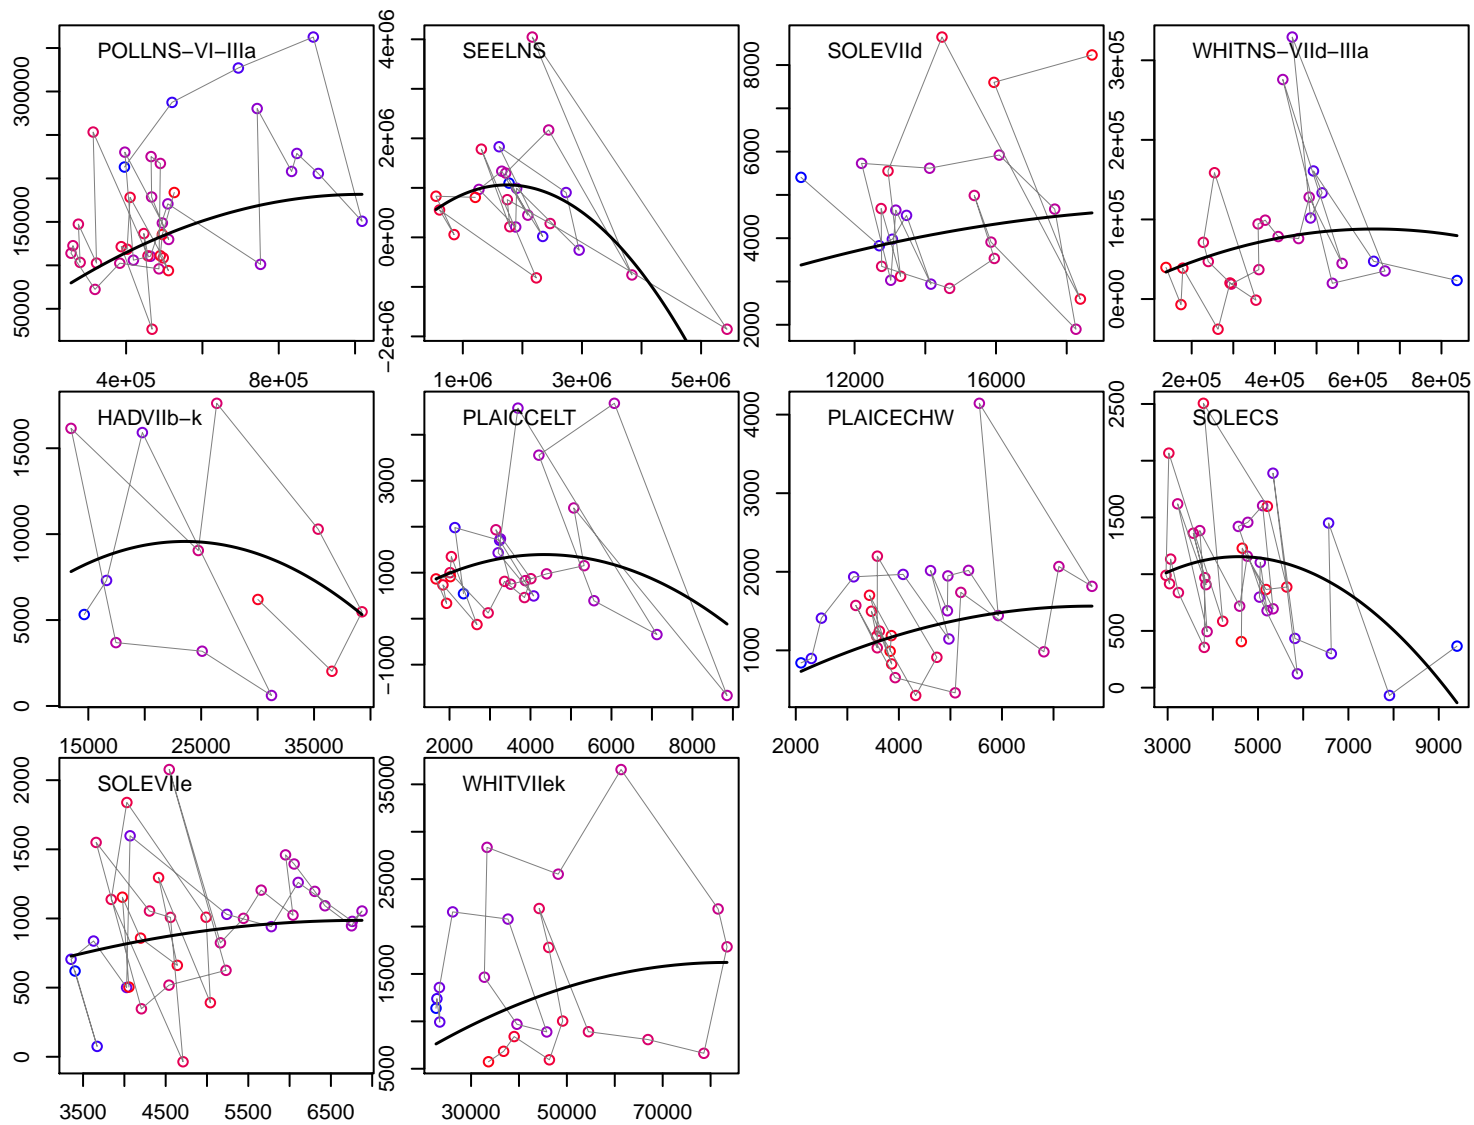 POLLNS−VI−IIIa SEELNS SOLEVIId WHITNS−VIId−IIIa
50000 150000 300000
−2e+06 0e+00 2e+06 4e+06
2000 4000 6000 8000
0e+00 1e+05 2e+05 3e+05
4e+05 8e+05 1e+06 3e+06 5e+06 12000 16000 2e+05 4e+05 6e+05 8e+05
HADVIIb−k PLAICCELT PLAICECHW SOLECS
0 5000 10000 15000
−1000 1000 3000
1000 2000 3000 4000
0 500 1500 2500
15000 25000 35000 2000 4000 6000 8000 2000 4000 6000 3000 5000 7000 9000
SOLEVIIe WHITVIIek
0 500 1000 1500 2000
5000 15000 25000 35000
3500 4500 5500 6500 30000 50000 70000